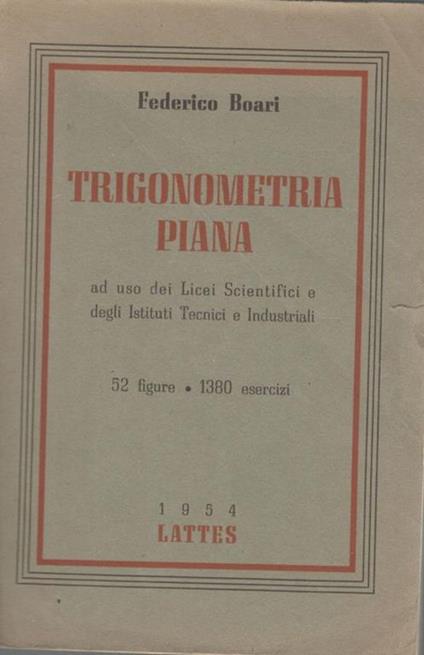 Federico Boari
TRIGONOMETRIA
PIANA
ad uso dei Licei Scientifici e
degli Istituti Tecnici e Industriali
52 figure • 1380 esercizi
1954
LATTES